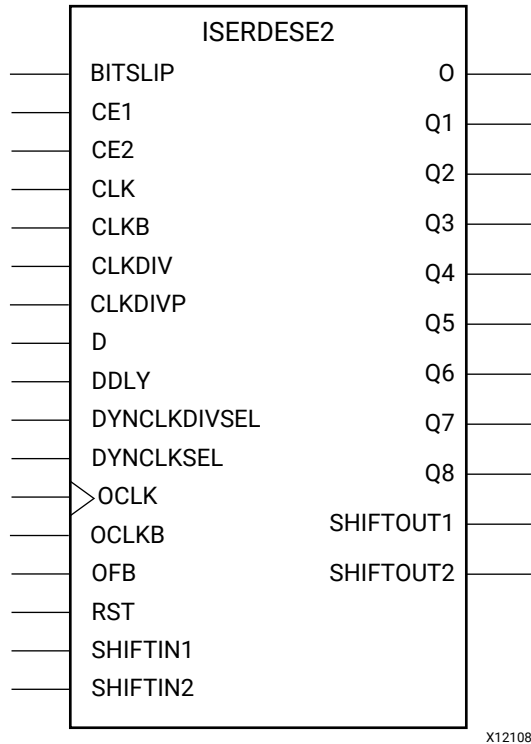 ISERDESE2
BITSLIP
CE1
CE2
CLK
CLKB
CLKDIV
CLKDIVP
D
DDLY
DYNCLKDIVSEL
DYNCLKSEL
OCLK
OCLKB
OFB
RST
SHIFTIN1
SHIFTIN2
O
Q1
Q2
Q3
Q4
Q5
Q6
Q7
Q8
SHIFTOUT1
SHIFTOUT2
X12108